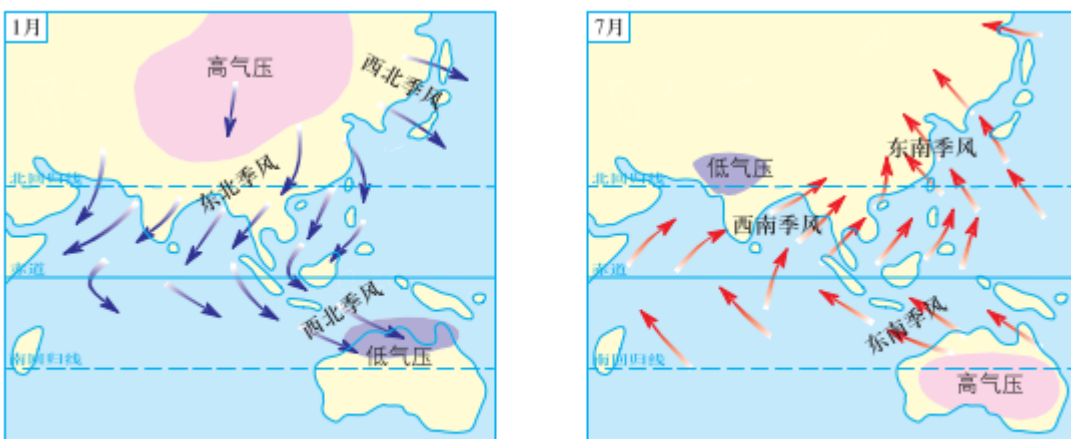 1月
高气压
西北季风
东北季风
北回归线
赤道
西北季风
低气压
南回归线
7月
东南季风
低气压
北回归线
西南季风
赤道
东南季风
南回归线
高气压